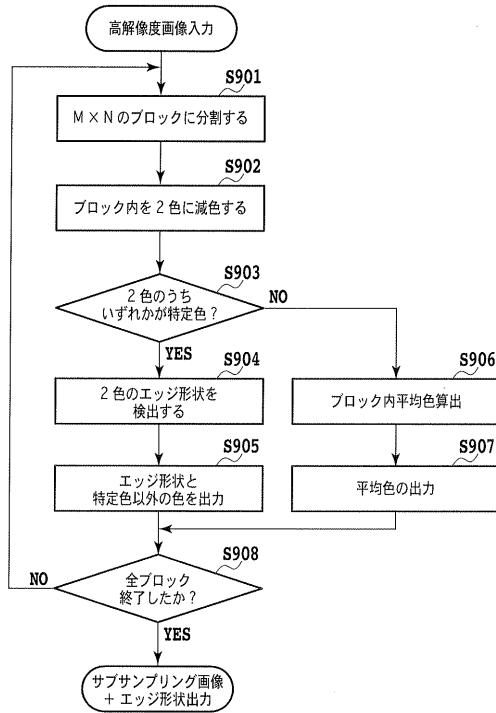 高解像度画像入力
S901
M×Nのブロックに分割する
S902
ブロック内を2色に減色する
S903
2色のうち
いずれかが特定色?
NO
YES
S904
2色のエッジ形状を
検出する
S906
ブロック内平均色算出
S905
エッジ形状と
特定色以外の色を出力
S907
平均色の出力
S908
全ブロック
終了したか?
NO
YES
サブサンプリング画像
+ エッジ形状出力